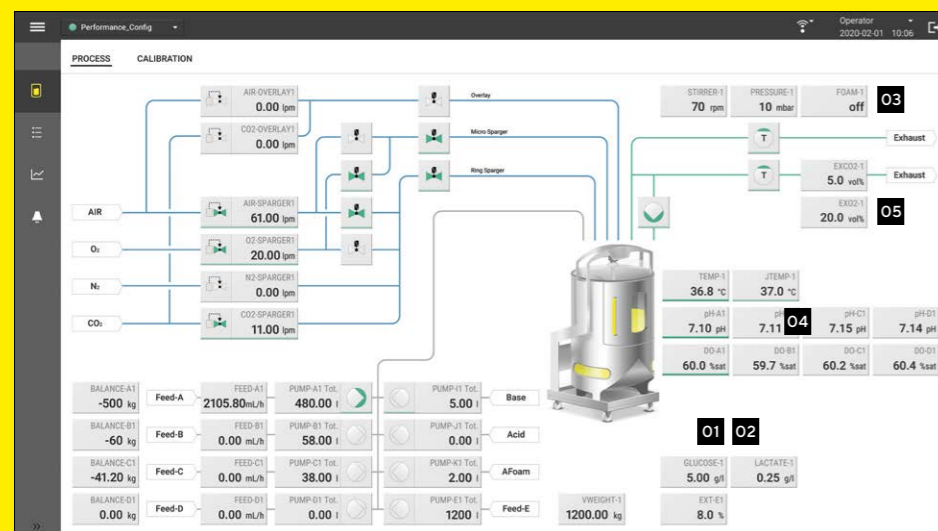 Performance_Config
Operator
2020-02-01 10:06
PROCESS CALIBRATION
AIR-OVERLAY1
0.00 lpm
Overlay
STIRRER-1 PRESSURE-1 FOAM-1
70 rpm 10 mbar off 03
CO2-OVERLAY1
0.00 lpm
Micro Sparger
T Exhaust
Ring Sparger
EXCO2-1
T 5.0 vol% Exhaust
AIR AIR-SPARGER1
61.00 lpm
EXO2-1
20.0 vol% 05
O₂ O2-SPARGER1
20.00 lpm
N₂ N2-SPARGER1
0.00 lpm
TEMP-1 JTEMP-1
36.8 °C 37.0 °C
CO₂ CO2-SPARGER1
11.00 lpm
pH-A1 pH 04 pH-C1 pH-D1
7.10 pH 7.11 7.15 pH 7.14 pH
DO-A1 DO-B1 DO-C1 DO-D1
60.0 %sat 59.7 %sat 60.2 %sat 60.4 %sat
BALANCE-A1 Feed-A FEED-A1 PUMP-A1 Tot. PUMP-I1 Tot. Base
-500 kg 2105.80mL/h 480.00 l 5.00 l
BALANCE-B1 Feed-B FEED-B1 PUMP-B1 Tot. PUMP-J1 Tot. Acid
-60 kg 0.00 mL/h 58.00 l 0.00 l
01 02
BALANCE-C1 Feed-C FEED-C1 PUMP-C1 Tot. PUMP-K1 Tot. AFoam
-41.20 kg 0.00 mL/h 38.00 l 2.00 l
GLUCOSE-1 LACTATE-1
5.00 g/l 0.25 g/l
BALANCE-D1 Feed-D FEED-D1 PUMP-D1 Tot. PUMP-E1 Tot. Feed-E
0.00 kg 0.00 mL/h 0.00 l 1200 l
VWEIGHT-1 EXT-E1
1200.00 kg 8.0 %